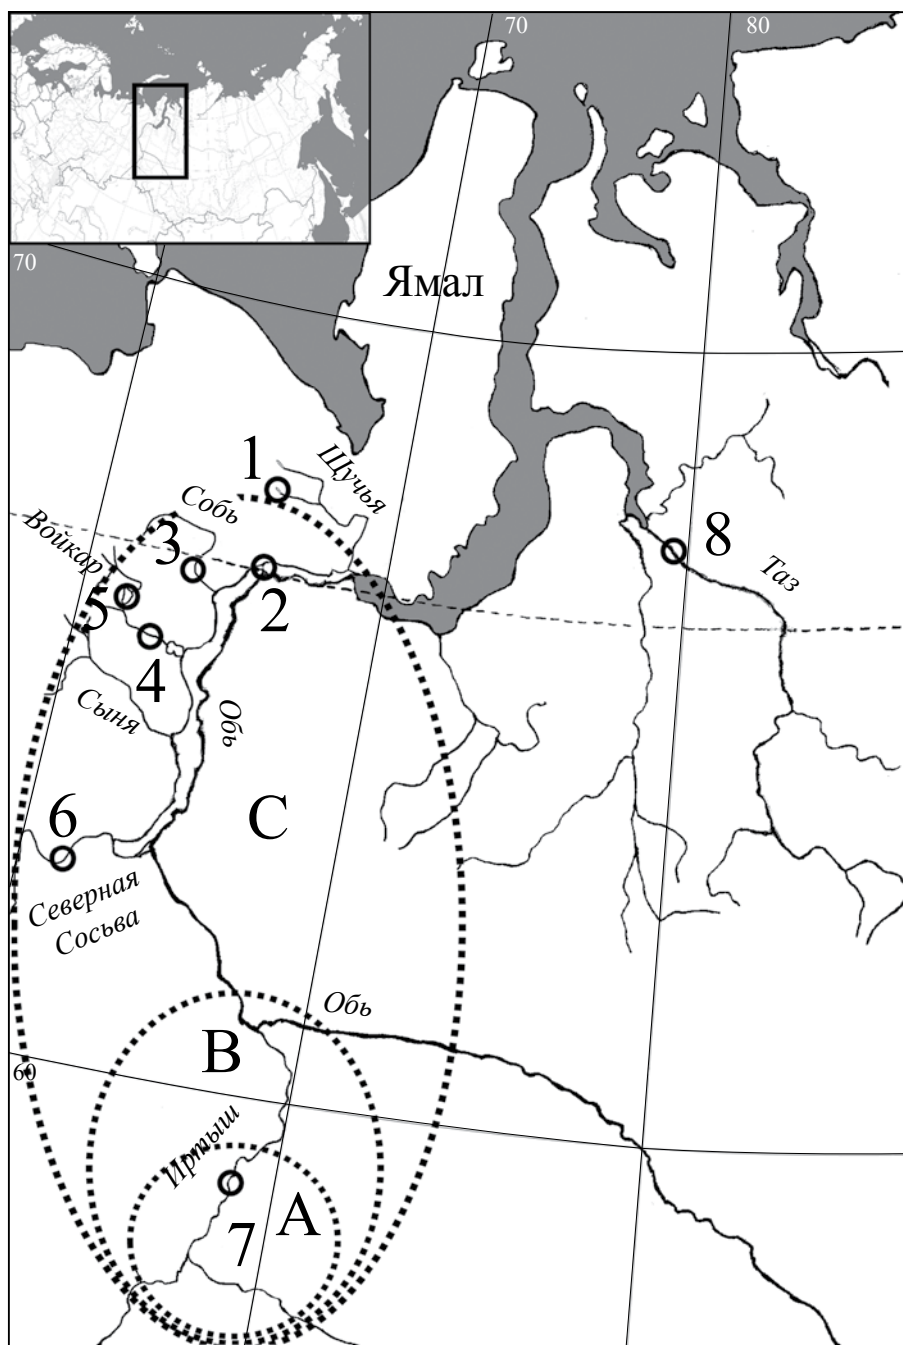 70
80
70
Ямал
1
Щучья
Собь
Войкар
3
8
Таз
5
2
4
Сыня
Обь
6
C
Северная
Сосьва
Обь
B
60
Иртыш
A
7